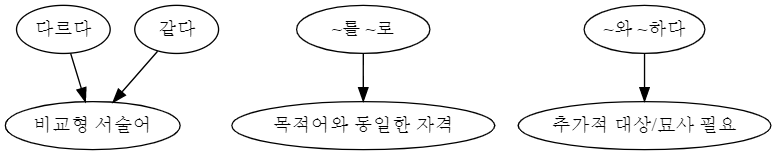 다르다
같다
~를 ~로
~와 ~하다
비교형 서술어
목적어와 동일한 자격
추가적 대상/묘사 필요